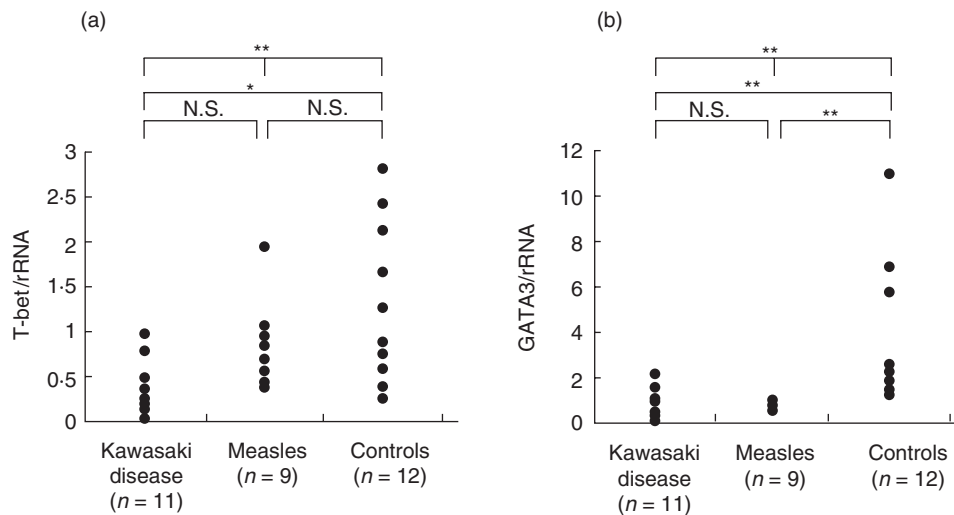 (a)
**
*
N.S.
N.S.
3
2·5
2
1·5
1
0·5
0
T-bet/rRNA
Kawasaki
disease
(n = 11)
Measles
(n = 9)
Controls
(n = 12)
(b)
**
**
N.S.
**
12
10
8
6
4
2
0
GATA3/rRNA
Kawasaki
disease
(n = 11)
Measles
(n = 9)
Controls
(n = 12)